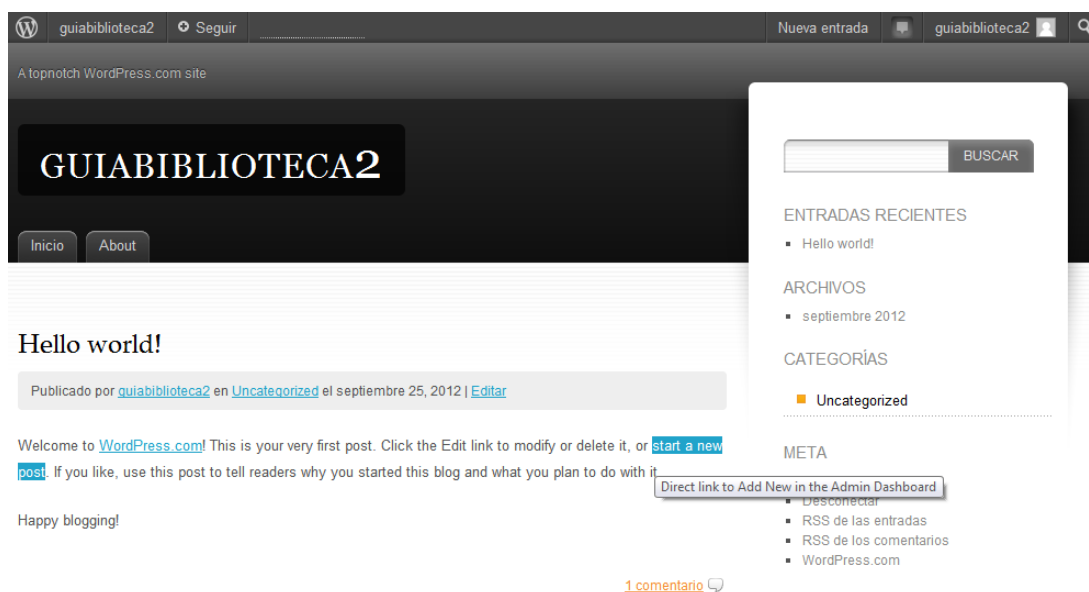 guiabiblioteca2 Seguir Nueva entrada guiabiblioteca2
A topnotch WordPress.com site
GUIABIBLIOTECA2
Inicio About
Hello world!
Publicado por guiabiblioteca2 en Uncategorized el septiembre 25, 2012 | Editar
Welcome to WordPress.com! This is your very first post. Click the Edit link to modify or delete it, or start a new
post. If you like, use this post to tell readers why you started this blog and what you plan to do with it
Direct link to Add New in the Admin Dashboard
Happy blogging!
1 comentario
BUSCAR
ENTRADAS RECIENTES
Hello world!
ARCHIVOS
septiembre 2012
CATEGORÍAS
Uncategorized
META
Desconectar
RSS de las entradas
RSS de los comentarios
WordPress.com